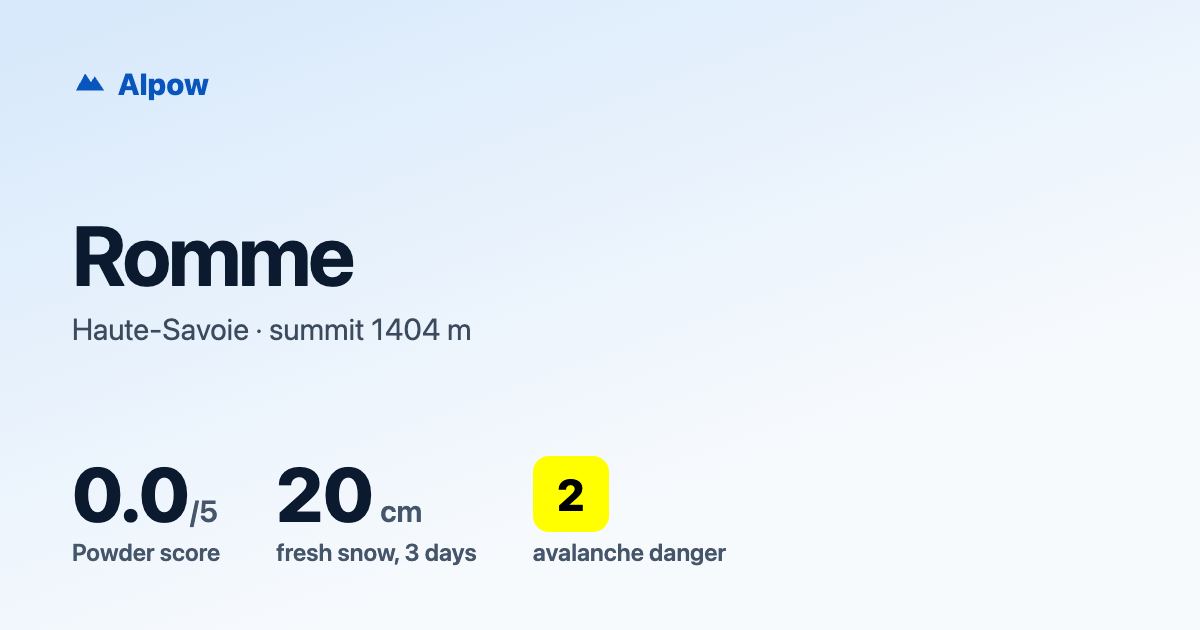 Alpow
Romme
Haute-Savoie · summit 1404 m
0.0/5
Powder score
20 cm
fresh snow, 3 days
2
avalanche danger